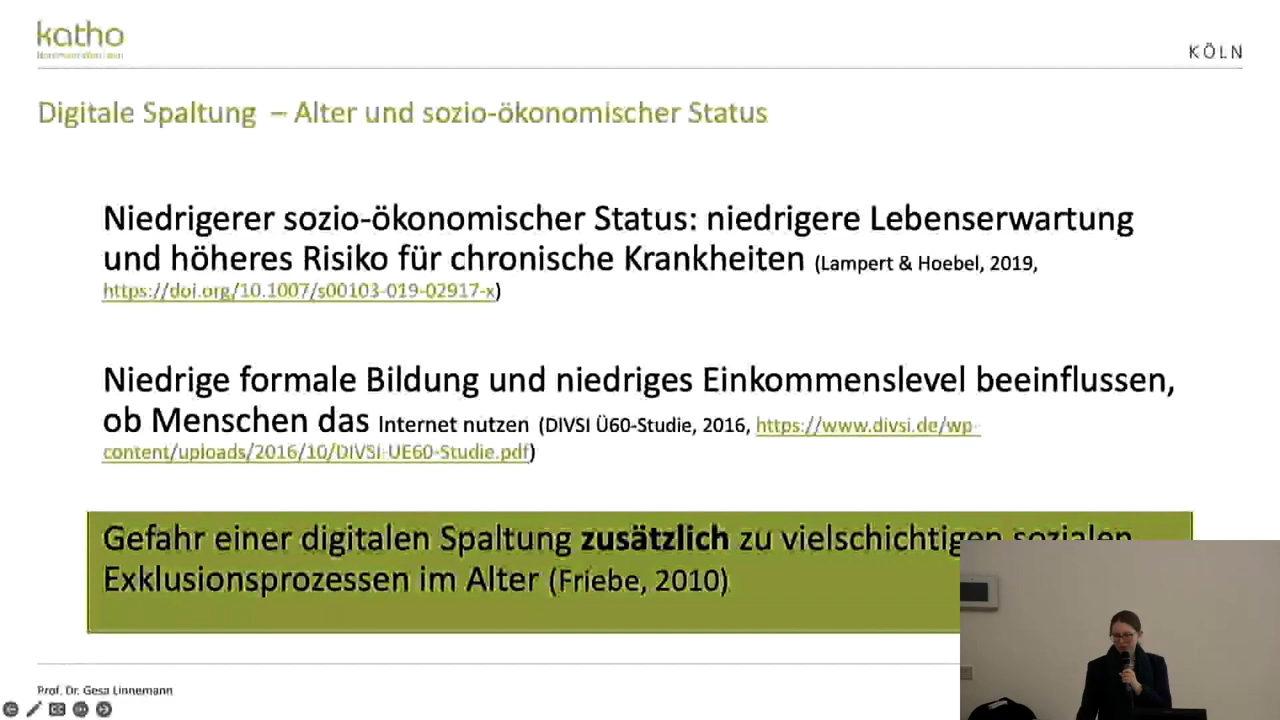 katho
KÖLN
Digitale Spaltung – Alter und sozio-ökonomischer Status
Niedrigerer sozio-ökonomischer Status: niedrigere Lebenserwartung
und höheres Risiko für chronische Krankheiten (Lampert & Hoebel, 2019,
https://doi.org/10.1007/s00103-019-02917-x)
Niedrige formale Bildung und niedriges Einkommenslevel beeinflussen,
ob Menschen das Internet nutzen (DIVSI Ü60-Studie, 2016, https://www.divsi.de/wp-
content/uploads/2016/10/DIVSI-UE60-Studie.pdf)
Gefahr einer digitalen Spaltung zusätzlich zu vielschichtigen sozialen
Exklusionsprozessen im Alter (Friebe, 2010)
Prof. Dr. Gesa Linnemann